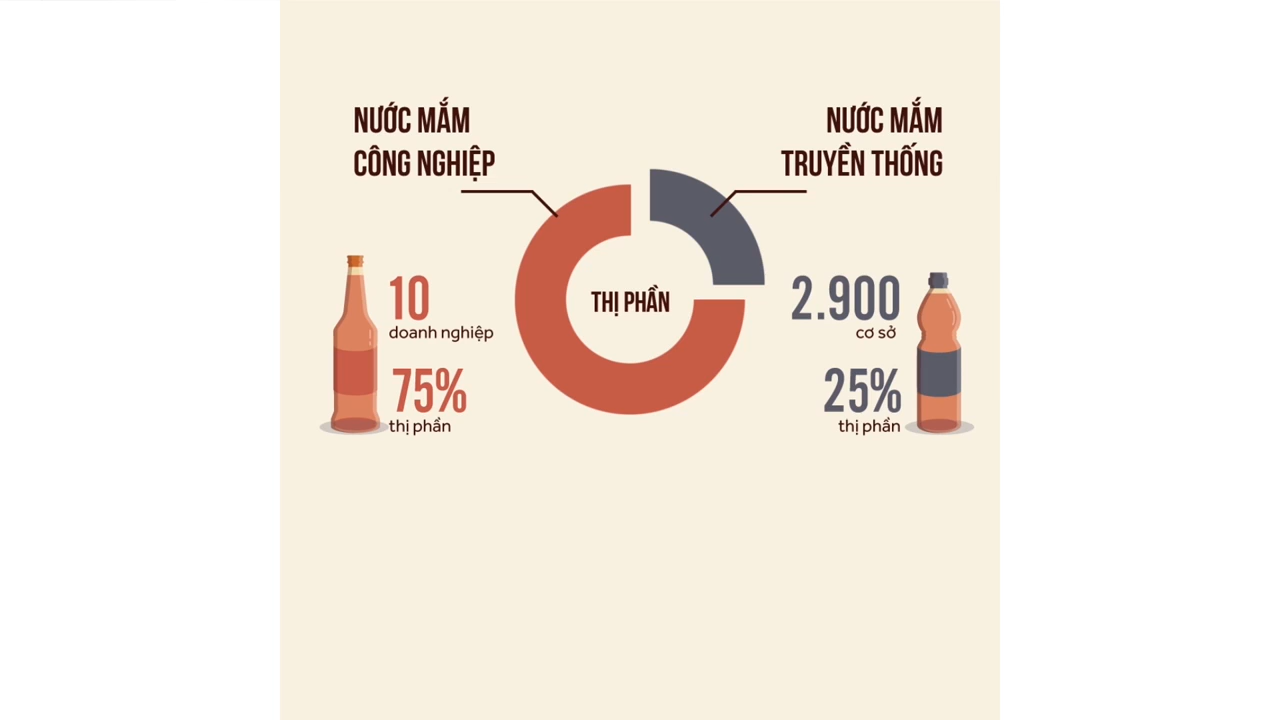 NƯỚC MẮM
CÔNG NGHIỆP
NƯỚC MẮM
TRUYỀN THỐNG
THỊ PHẦN
10
doanh nghiệp
75%
thị phần
2.900
cơ sở
25%
thị phần